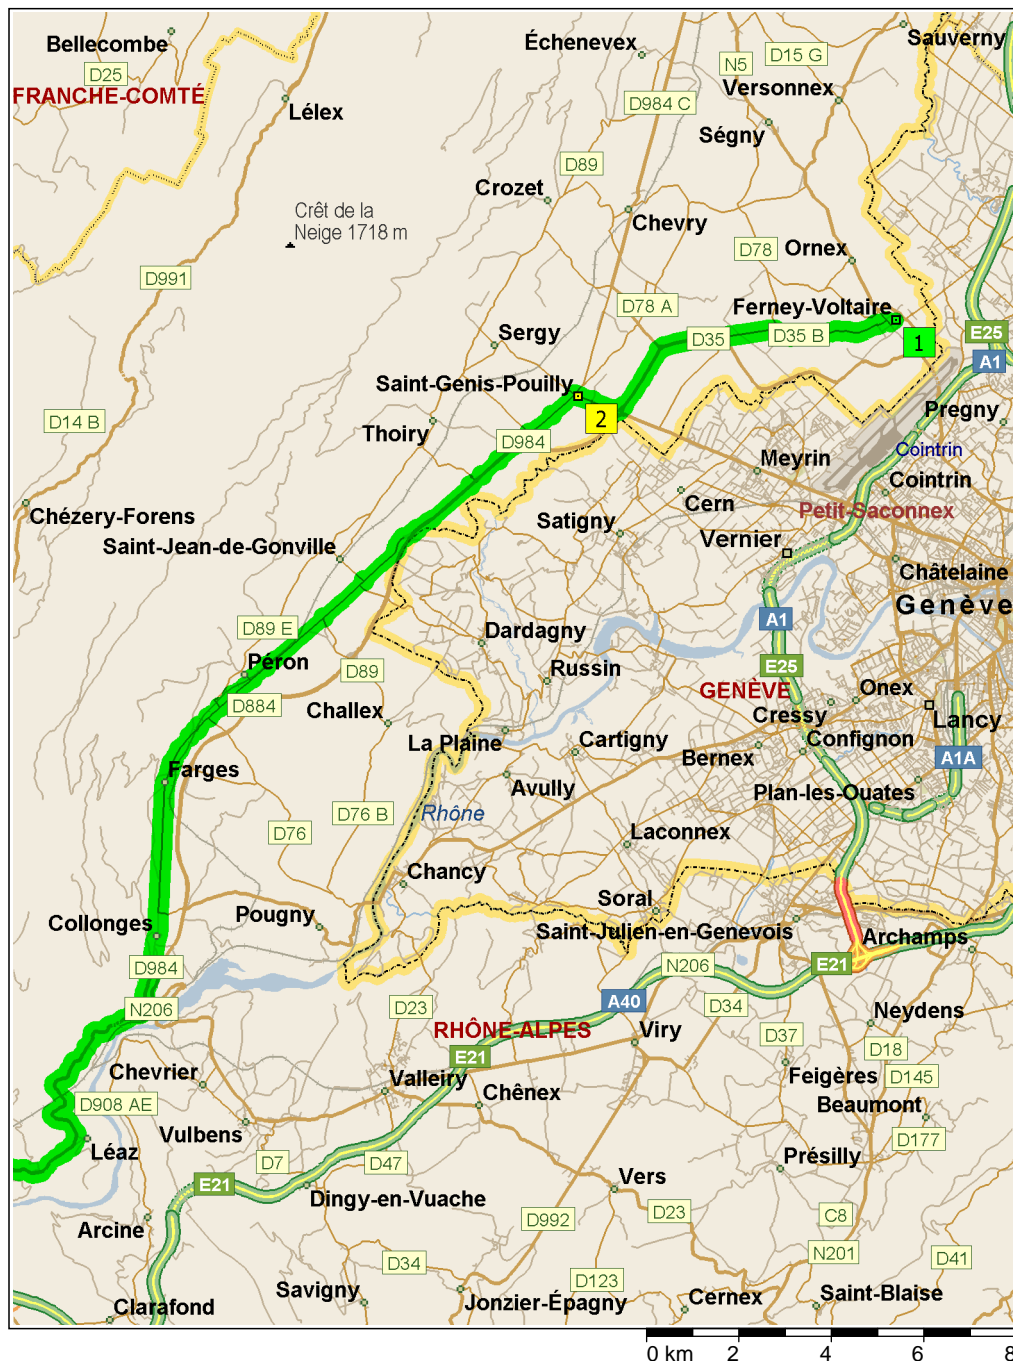 Bellecombe
Échenevex
Sauverny
D25
N5
D15 G
FRANCHE-COMTÉ
Lélex
D984 C
Versonnex
Ségny
D89
Crozet
Crêt de la
Neige 1718 m
Chevry
D991
D78
Ornex
D78 A
Ferney-Voltaire
Sergy
D35
D35 B
1
E25
A1
Saint-Genis-Pouilly
2
D14 B
Thoiry
D984
Pregny
Meyrin
Cointrin
Cointrin
Chézery-Forens
Cern
Petit-Saconnex
Satigny
Vernier
Saint-Jean-de-Gonville
Châtelaine
Genève
A1
D89 E
Dardagny
Péron
D89
Russin
E25
GENÈVE
Onex
D884
Challex
Cressy
Lancy
La Plaine
Cartigny
Bernex
Confignon
A1A
Farges
Avully
Plan-les-Ouates
D76 B
Rhône
D76
Laconnex
Chancy
Collonges
Pougny
Soral
Saint-Julien-en-Genevois
Archamps
D984
N206
E21
N206
D23
A40
D34
Neydens
RHÔNE-ALPES
Viry
D37
E21
D18
Chevrier
Valleiry
Feigères
D145
D908 AE
Chênex
Beaumont
Vulbens
D177
Léaz
D7
D47
Présilly
E21
Dingy-en-Vuache
Vers
Arcine
D992
D23
C8
N201
D34
D41
D123
Savigny
Jonzier-Épagny
Cernex
Saint-Blaise
Clarafond
0 km 2 4 6 8